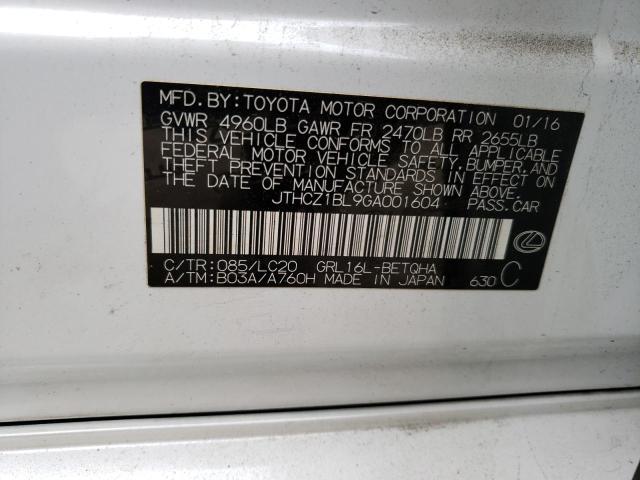 MFD. BY: TOYOTA MOTOR CORPORATION 01/16
GVWR 4960LB GAWR FR 2470LB RR 2655LB
THIS VEHICLE CONFORMS TO ALL APPLICABLE
FEDERAL MOTOR VEHICLE SAFETY, BUMPER, AND
THEFT PREVENTION STANDARDS IN EFFECT ON
THE DATE OF MANUFACTURE SHOWN ABOVE.
JTHCZ1BL9GA001604 PASS. CAR
C/TR: 085/LC20 GRL16L-BETQHA
A/TM: B03A/A760H MADE IN JAPAN 630 C